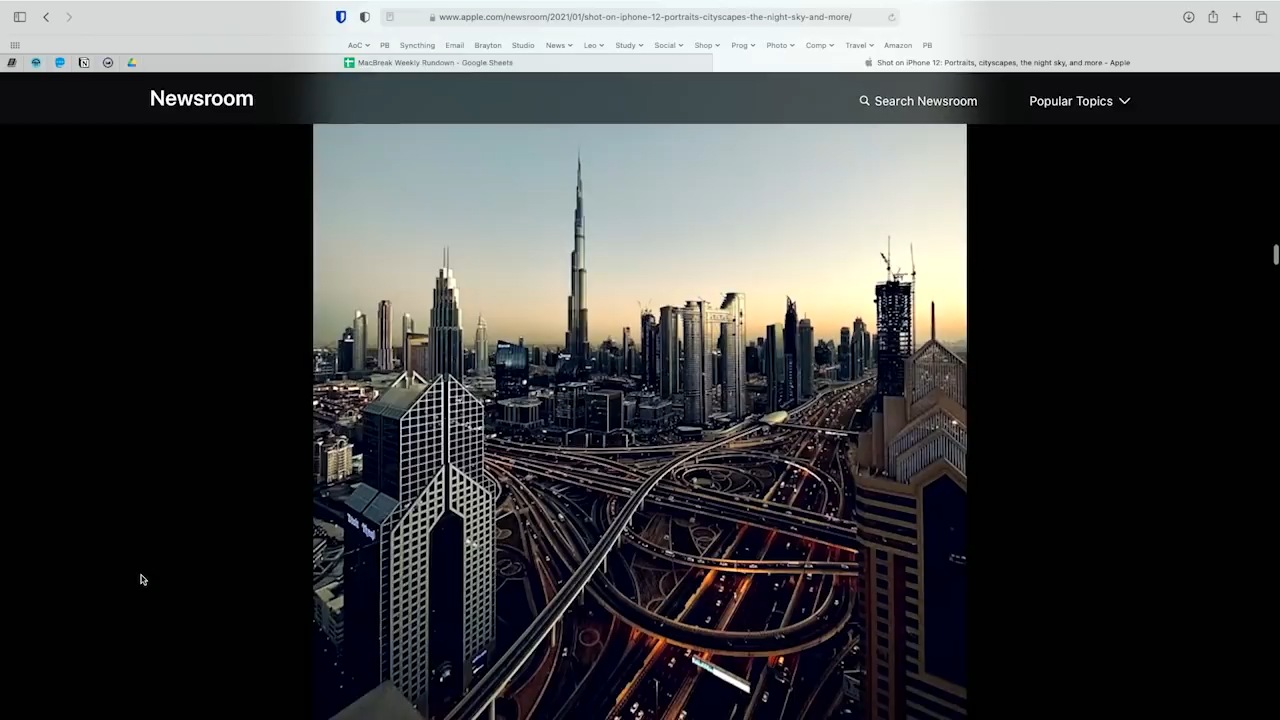 www.apple.com/newsroom/2021/01/shot-on-iphone-12-portraits-cityscapes-the-night-sky-and-more/
AoC PB Syncthing Email Brayton Studio News Leo Study Social Shop Prog Photo Comp Travel Amazon PB
MacBreak Weekly Rundown - Google Sheets Shot on iPhone 12: Portraits, cityscapes, the night sky, and more - Apple
Newsroom Search Newsroom Popular Topics